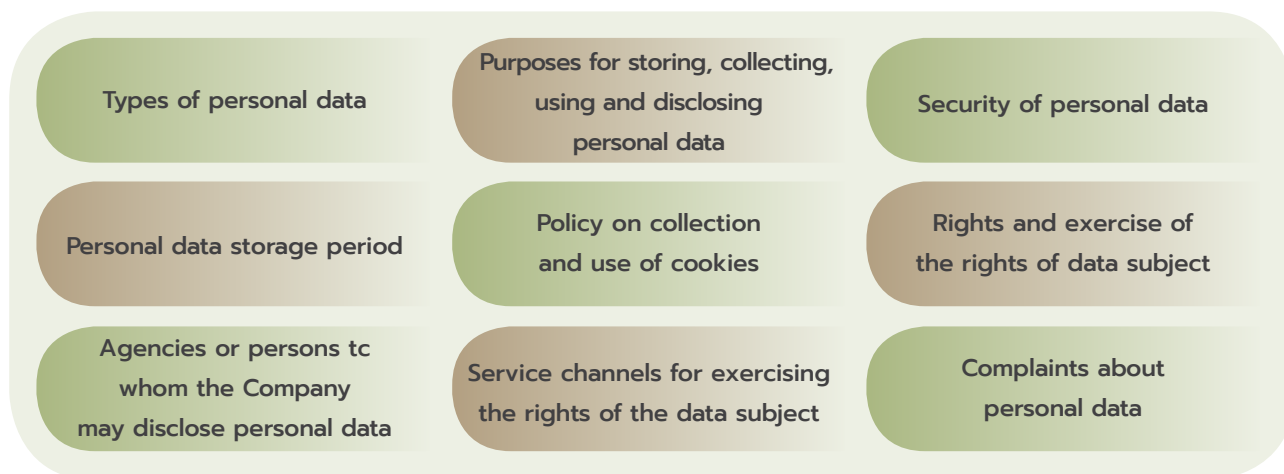 Types of personal data
Purposes for storing, collecting,
using and disclosing
personal data
Security of personal data
Personal data storage period
Policy on collection
and use of cookies
Rights and exercise of
the rights of data subject
Agencies or persons tc
whom the Company
may disclose personal data
Service channels for exercising
the rights of the data subject
Complaints about
personal data